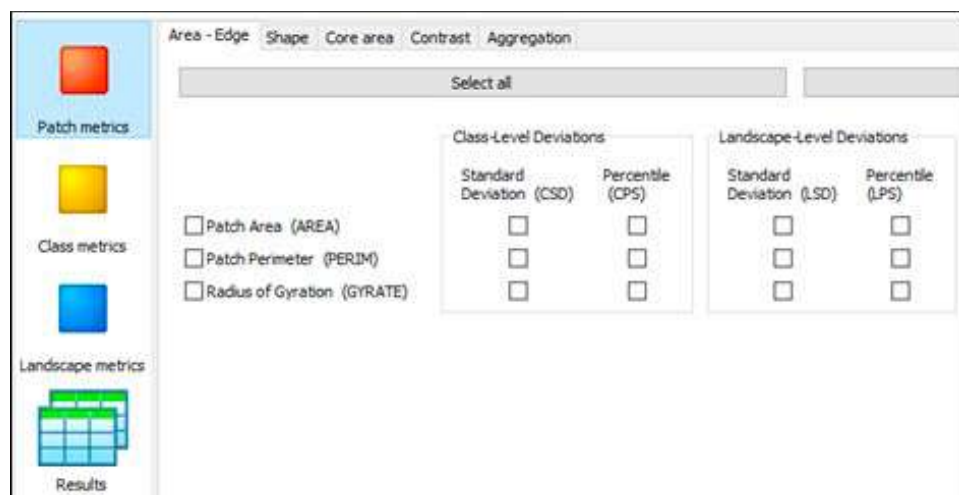 Area - Edge Shape Core area Contrast Aggregation
Select all
Patch metrics
Class metrics
Landscape metrics
Results
Class-Level Deviations
Standard Deviation (CSD)
Percentile (CPS)
Landscape-Level Deviations
Standard Deviation (LSD)
Percentile (LPS)
Patch Area (AREA)
Patch Perimeter (PERIM)
Radius of Gyration (GYRATE)